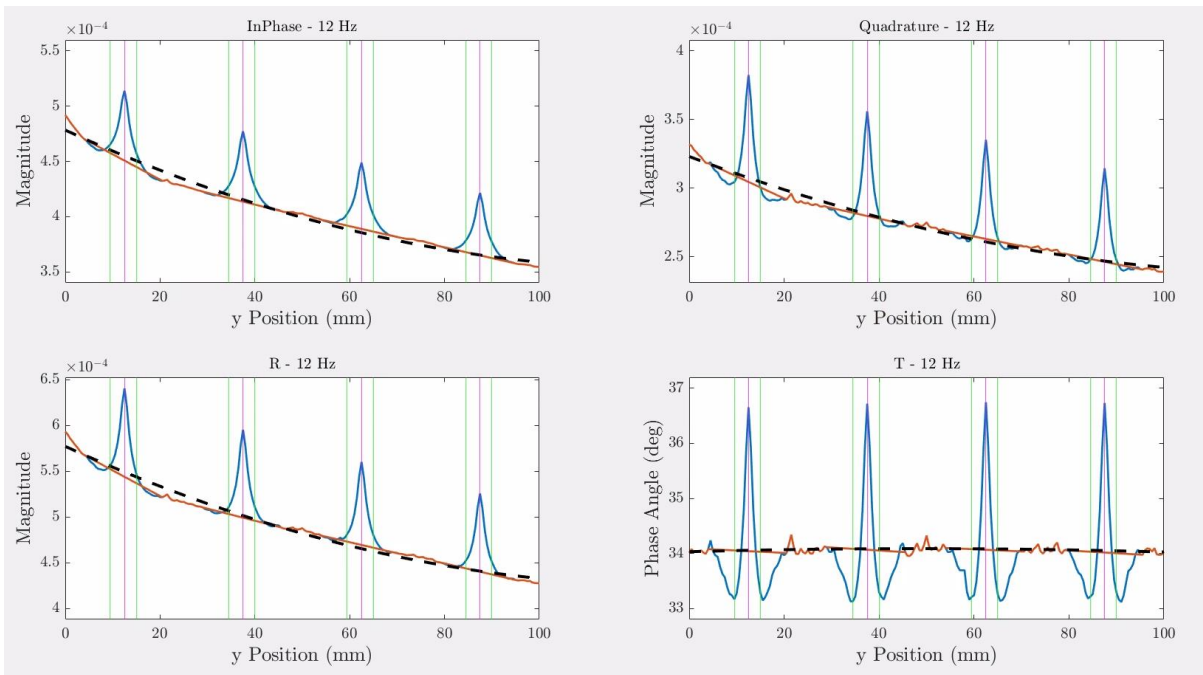 InPhase - 12 Hz
×10⁻⁴
5.5
5
4.5
4
3.5
Magnitude
0 20 40 60 80 100
y Position (mm)
Quadrature - 12 Hz
×10⁻⁴
4
3.5
3
2.5
Magnitude
0 20 40 60 80 100
y Position (mm)
R - 12 Hz
×10⁻⁴
6.5
6
5.5
5
4.5
4
Magnitude
0 20 40 60 80 100
y Position (mm)
T - 12 Hz
37
36
35
34
33
Phase Angle (deg)
0 20 40 60 80 100
y Position (mm)